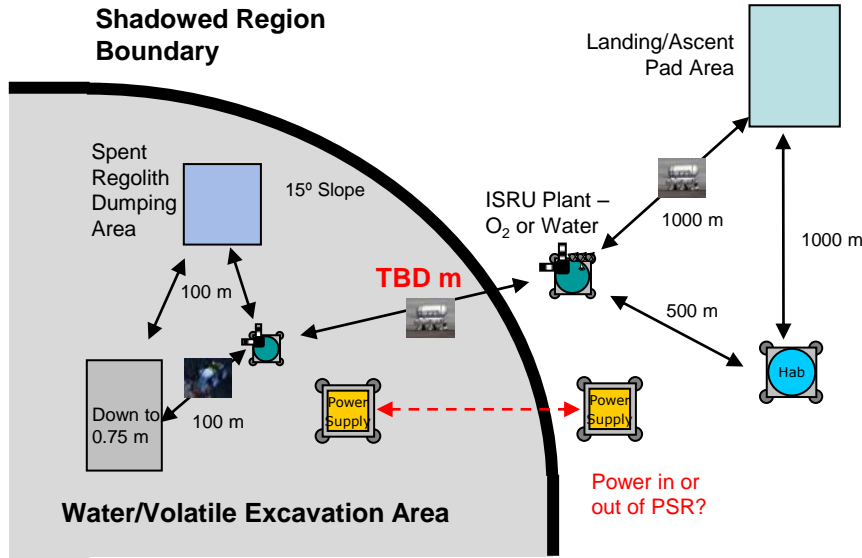 Shadowed Region
Boundary
Landing/Ascent
Pad Area
Spent
Regolith
Dumping
Area
15º Slope
ISRU Plant –
O₂ or Water
1000 m
1000 m
TBD m
100 m
500 m
Hab
Down to
0.75 m
100 m
Power
Supply
Power
Supply
Power in or
out of PSR?
Water/Volatile Excavation Area